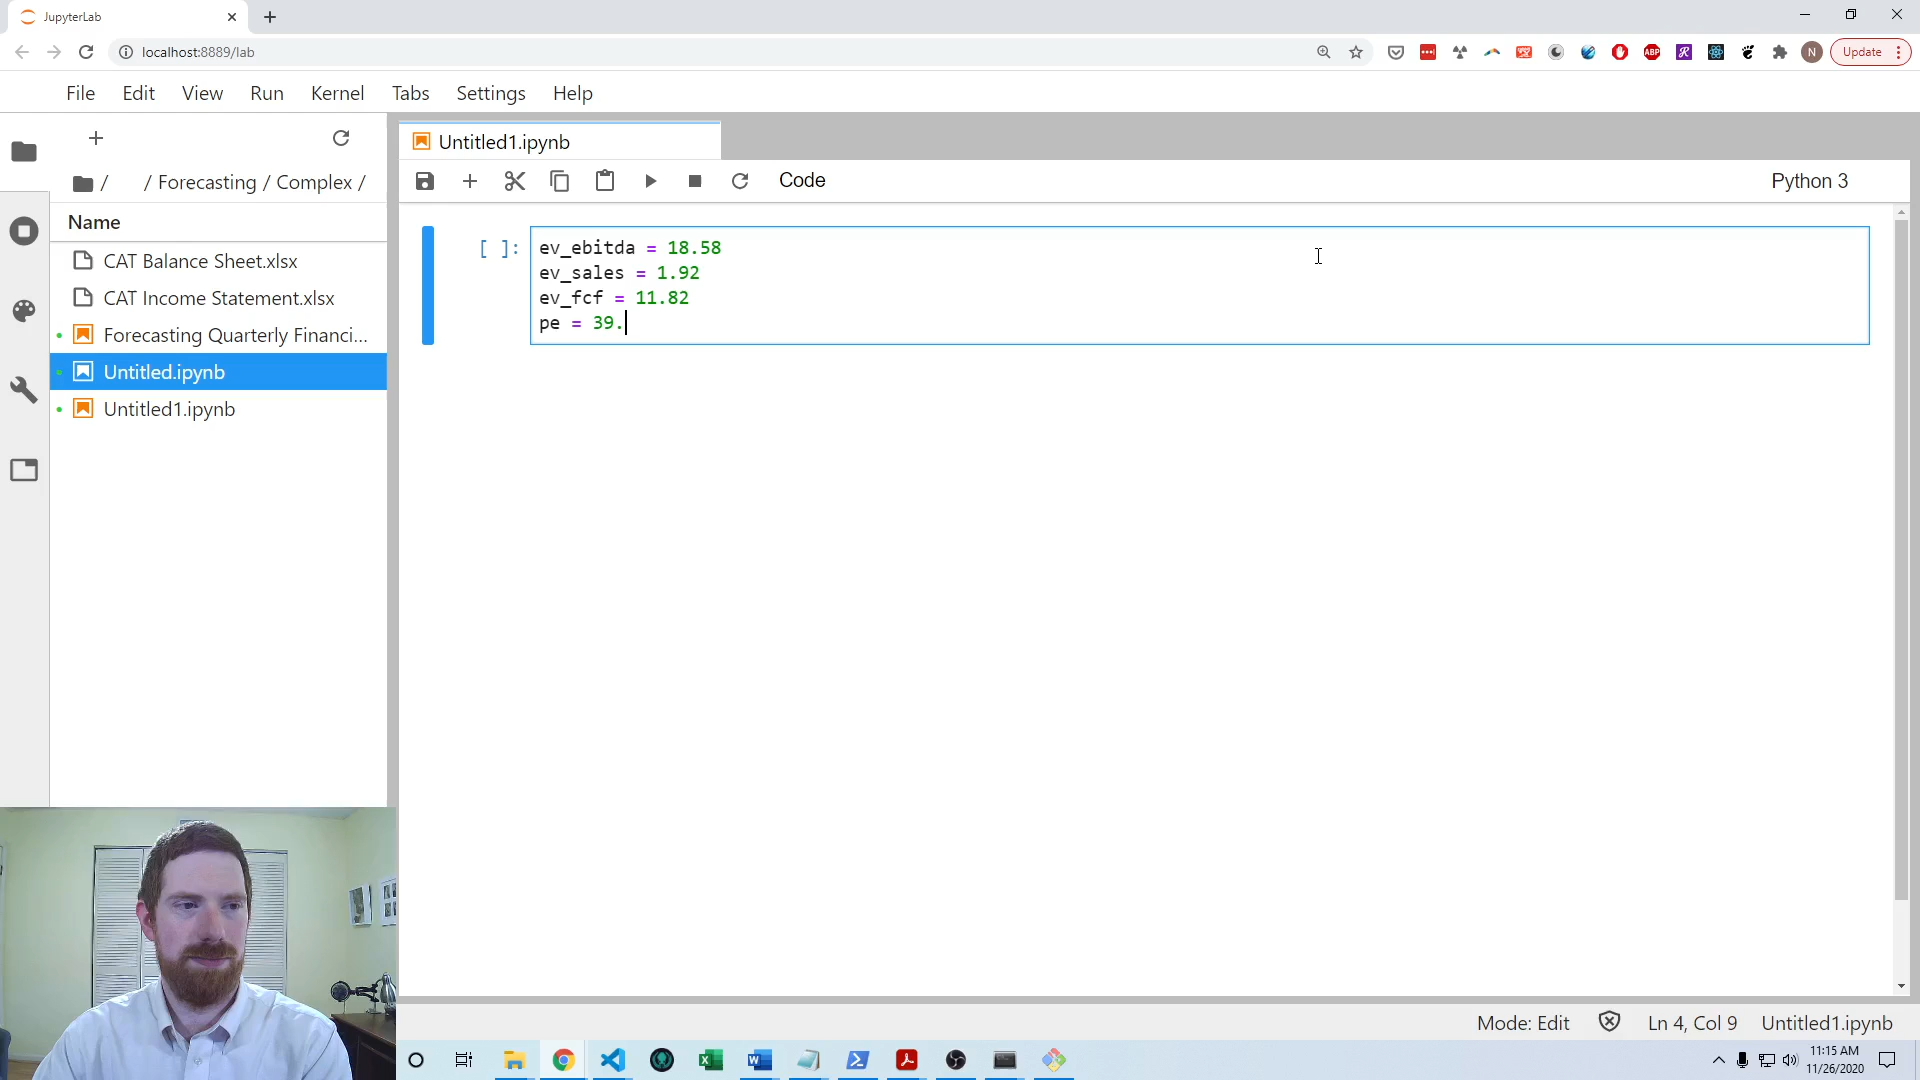 JupyterLab
localhost:8889/lab
ABP
N
Update
File Edit View Run Kernel Tabs Settings Help
Untitled1.ipynb
/ / Forecasting / Complex /
Code
Python 3
Name
CAT Balance Sheet.xlsx
CAT Income Statement.xlsx
Forecasting Quarterly Financi...
Untitled.ipynb
Untitled1.ipynb
[ ]:
ev_ebitda = 18.58
ev_sales = 1.92
ev_fcf = 11.82
pe = 39.
Mode: Edit Ln 4, Col 9 Untitled1.ipynb
11:15 AM
11/26/2020